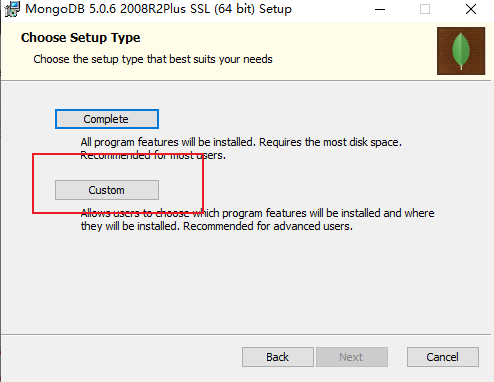 MongoDB 5.0.6 2008R2Plus SSL (64 bit) Setup
Choose Setup Type
Choose the setup type that best suits your needs
Complete
All program features will be installed. Requires the most disk space.
Recommended for most users.
Custom
Allows users to choose which program features will be installed and where
they will be installed. Recommended for advanced users.
Back
Next
Cancel